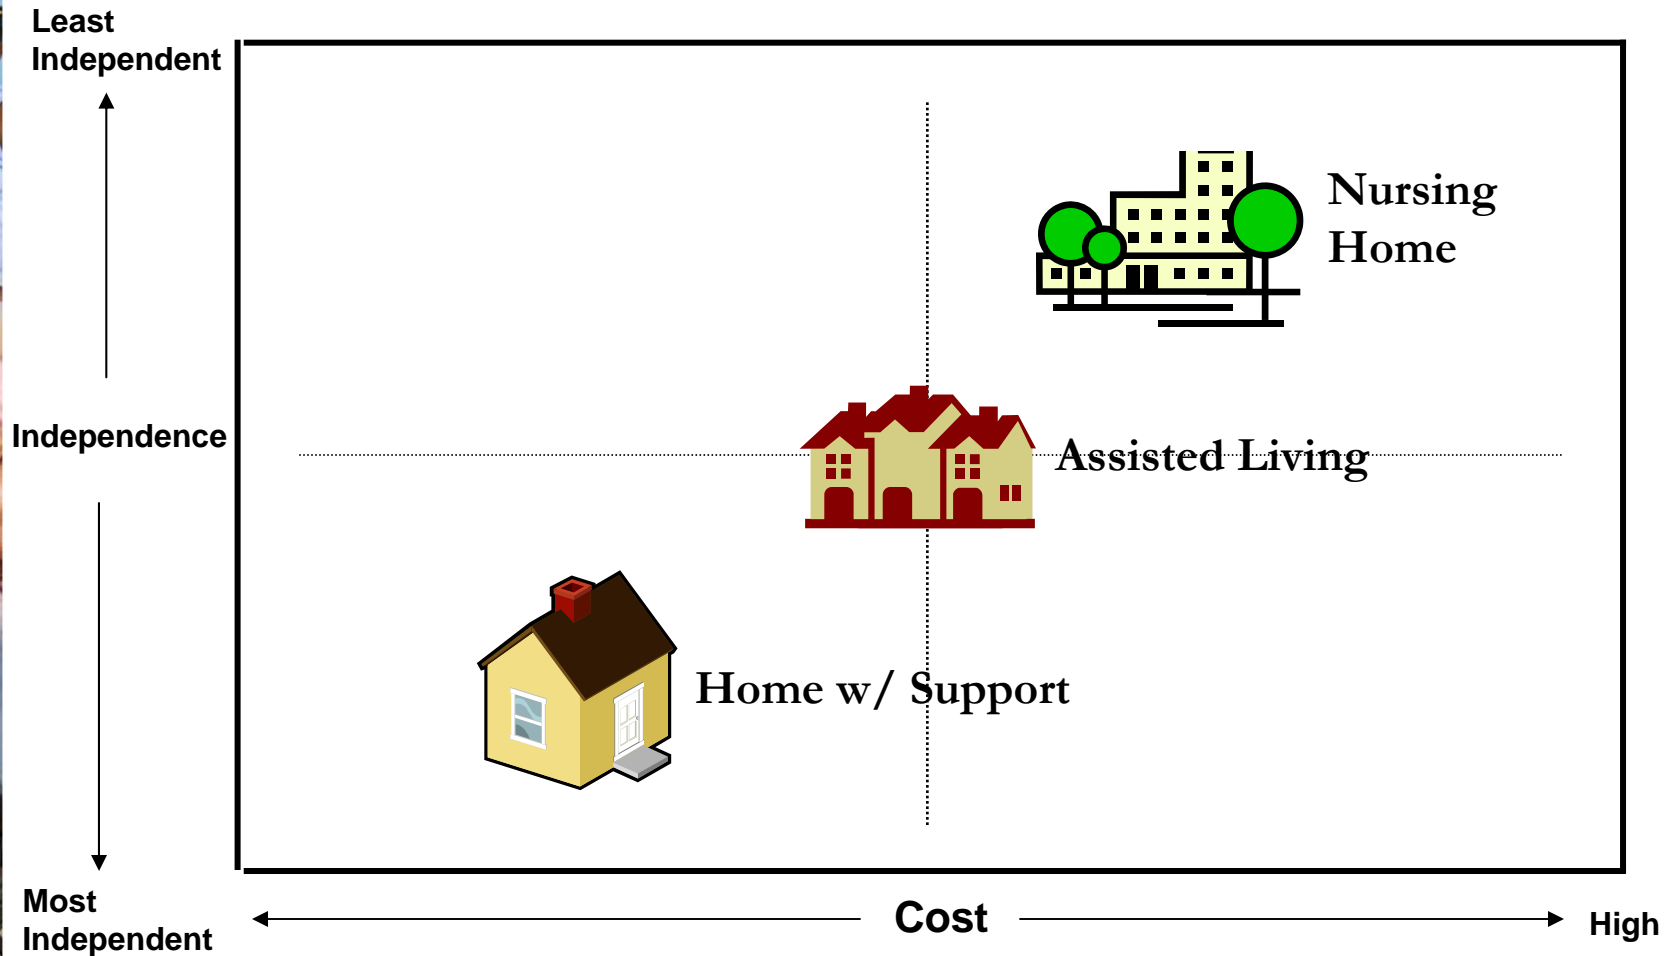 Least
Independent
Nursing
Home
Independence
Assisted Living
Home w/ Support
Most
Independent
Cost
High